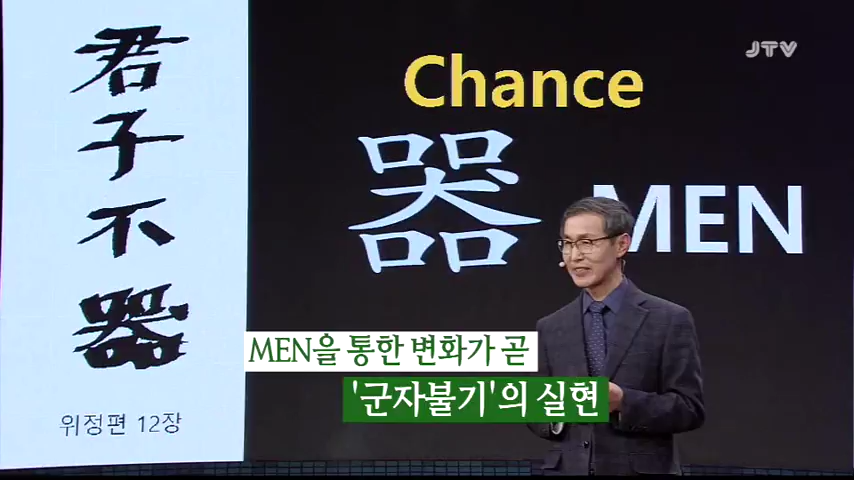 君子不器
위정편 12장
JTV
Chance
器 MEN
MEN을 통한 변화가 곧
'군자불기'의 실현